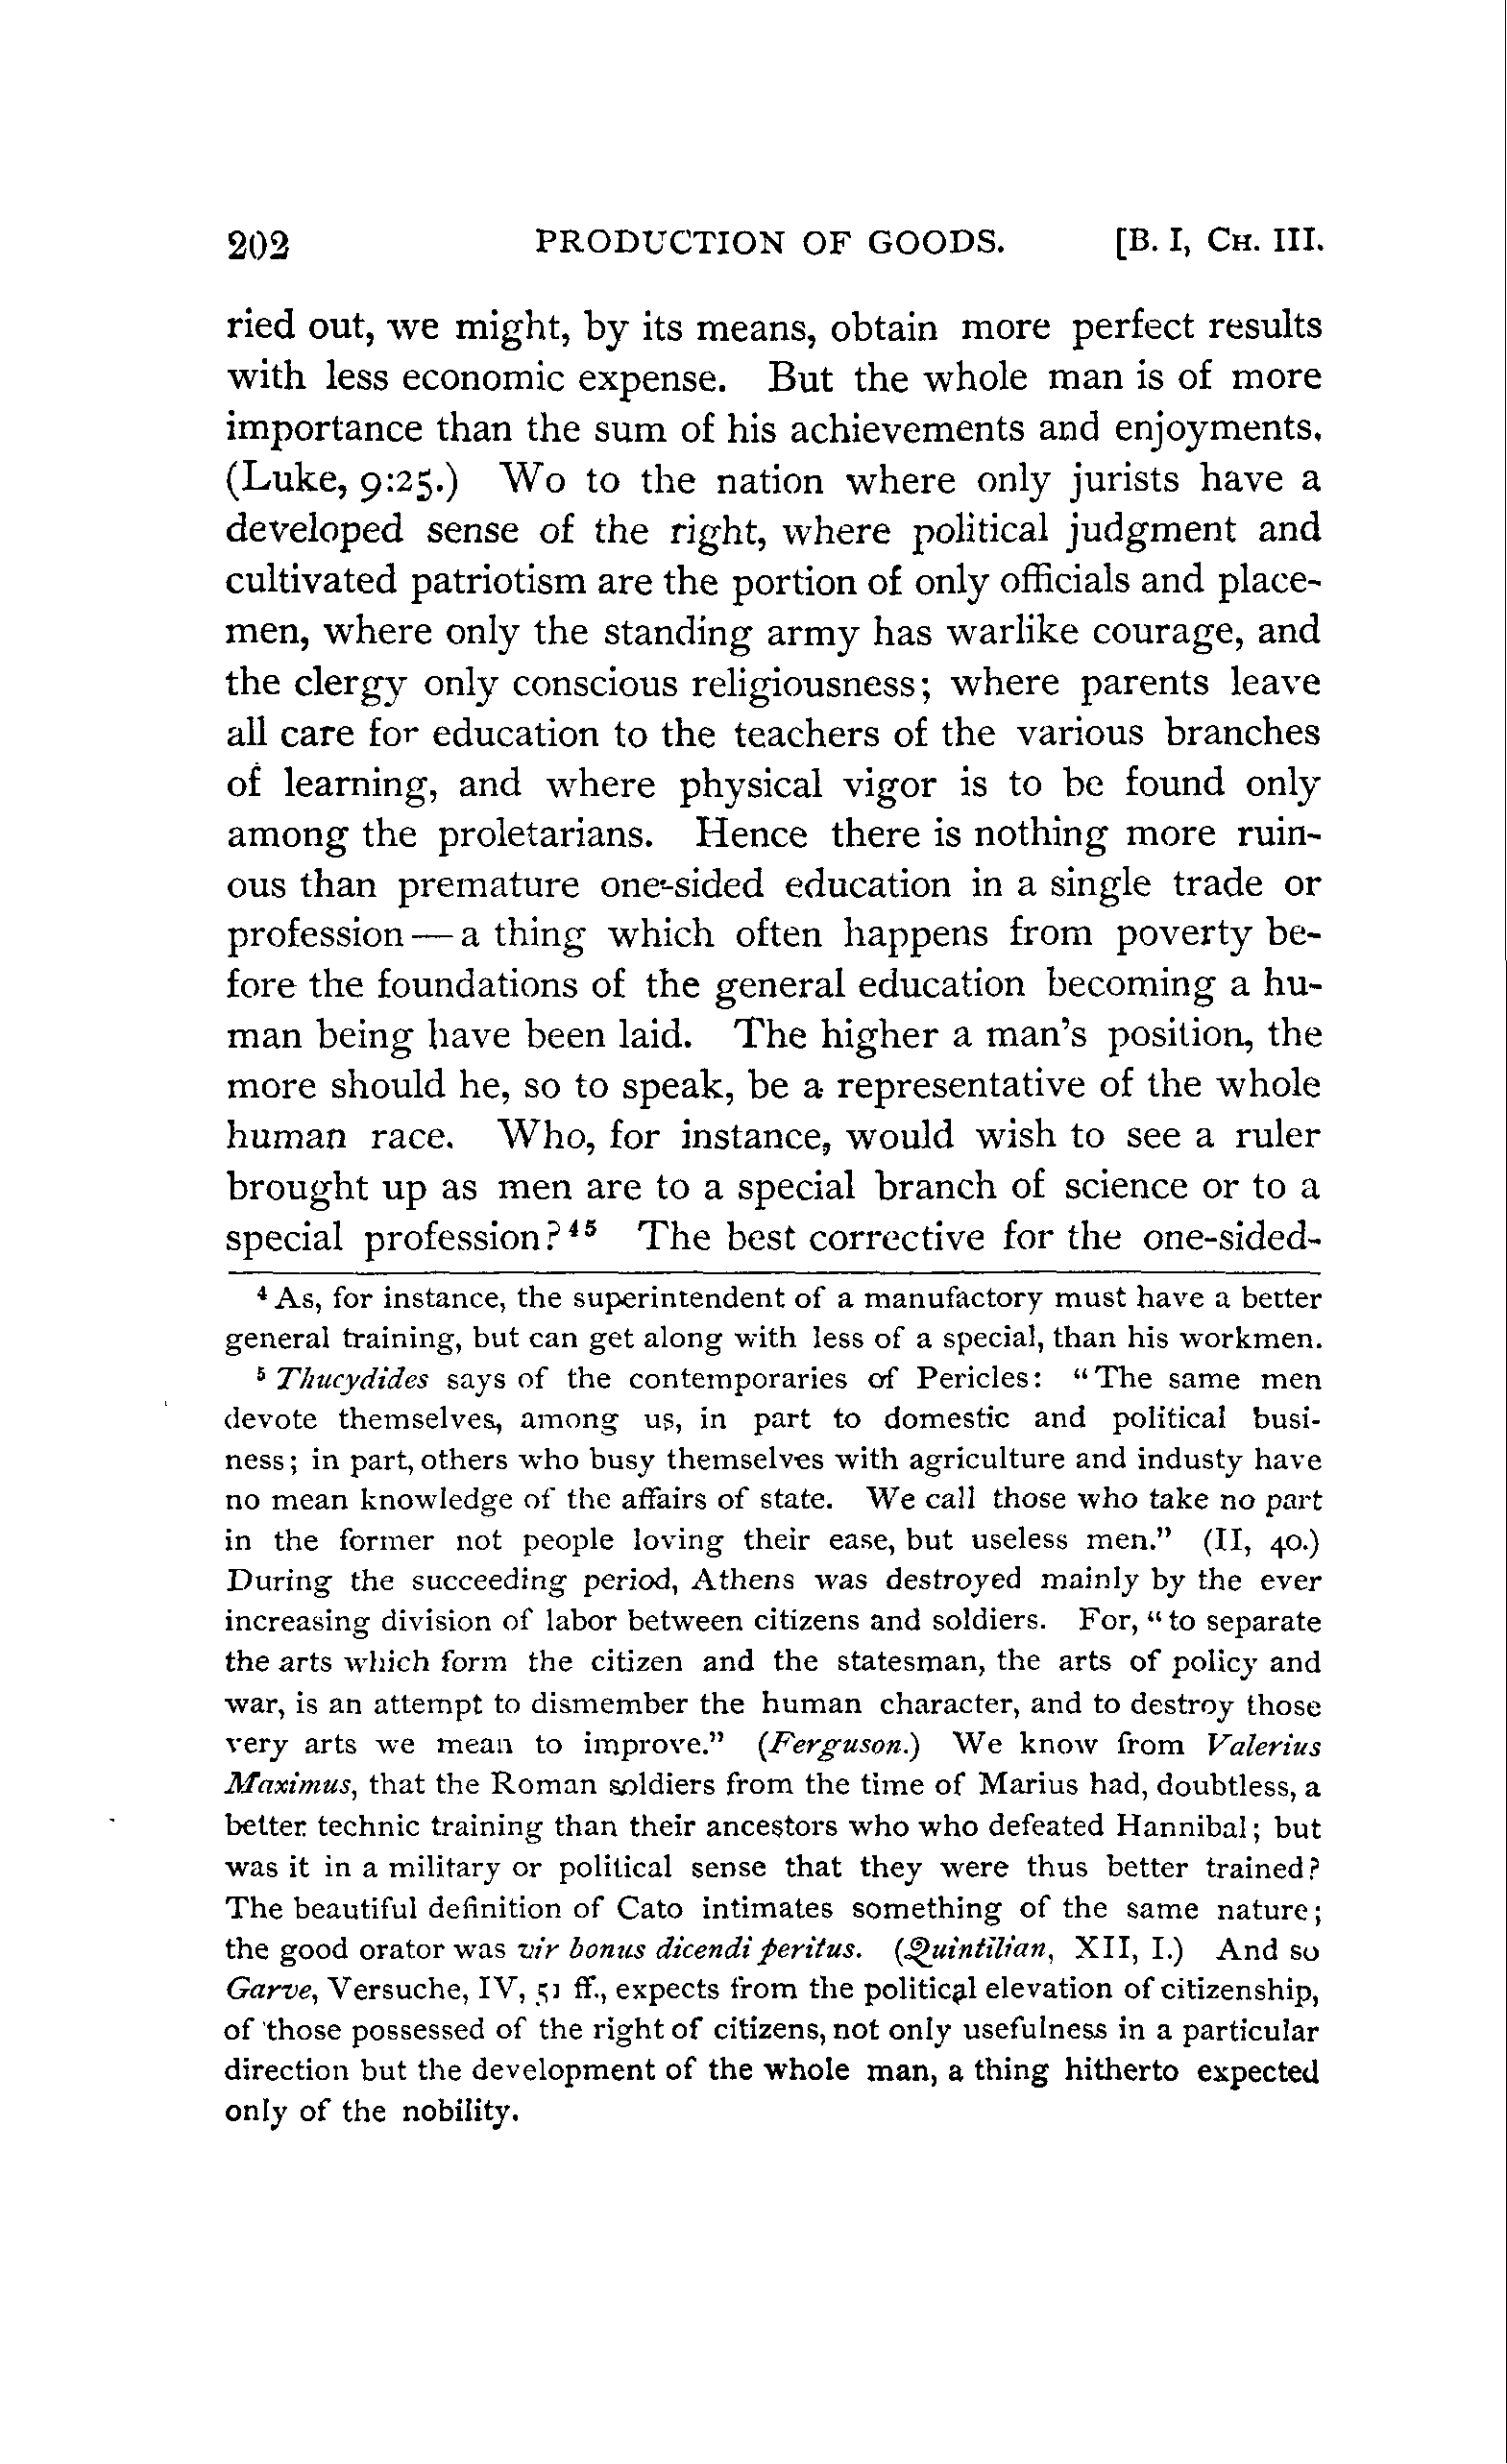 202 PRODUCTION OF GOODS. [B. I, CH. III.
ried out, we might, by its means, obtain more perfect results
with less economic expense. But the whole man is of more
importance than the sum of his achievements and enjoyments.
(Luke, 9:25.) Wo to the nation where only jurists have a
developed sense of the right, where political judgment and
cultivated patriotism are the portion of only officials and place-
men, where only the standing army has warlike courage, and
the clergy only conscious religiousness; where parents leave
all care for education to the teachers of the various branches
of learning, and where physical vigor is to be found only
among the proletarians. Hence there is nothing more ruin-
ous than premature one-sided education in a single trade or
profession — a thing which often happens from poverty be-
fore the foundations of the general education becoming a hu-
man being have been laid. The higher a man's position, the
more should he, so to speak, be a representative of the whole
human race. Who, for instance, would wish to see a ruler
brought up as men are to a special branch of science or to a
special profession?⁴⁵ The best corrective for the one-sided-
⁴ As, for instance, the superintendent of a manufactory must have a better
general training, but can get along with less of a special, than his workmen.
⁵ Thucydides says of the contemporaries of Pericles: "The same men
devote themselves, among us, in part to domestic and political busi-
ness; in part, others who busy themselves with agriculture and industy have
no mean knowledge of the affairs of state. We call those who take no part
in the former not people loving their ease, but useless men." (II, 40.)
During the succeeding period, Athens was destroyed mainly by the ever
increasing division of labor between citizens and soldiers. For, "to separate
the arts which form the citizen and the statesman, the arts of policy and
war, is an attempt to dismember the human character, and to destroy those
very arts we mean to improve." (Ferguson.) We know from Valerius
Maximus, that the Roman soldiers from the time of Marius had, doubtless, a
better technic training than their ancestors who who defeated Hannibal; but
was it in a military or political sense that they were thus better trained?
The beautiful definition of Cato intimates something of the same nature;
the good orator was vir bonus dicendi peritus. (Quintilian, XII, I.) And so
Garve, Versuche, IV, 51 ff., expects from the political elevation of citizenship,
of those possessed of the right of citizens, not only usefulness in a particular
direction but the development of the whole man, a thing hitherto expected
only of the nobility.